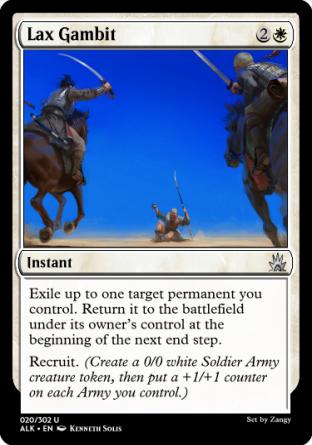 Lax Gambit 2
Instant
Exile up to one target permanent you
control. Return it to the battlefield
under its owner's control at the
beginning of the next end step.
Recruit. (Create a 0/0 white Soldier Army
creature token, then put a +1/+1 counter
on each Army you control.)
020/302 U
Set by Zangy
ALK • EN Kenneth Solis